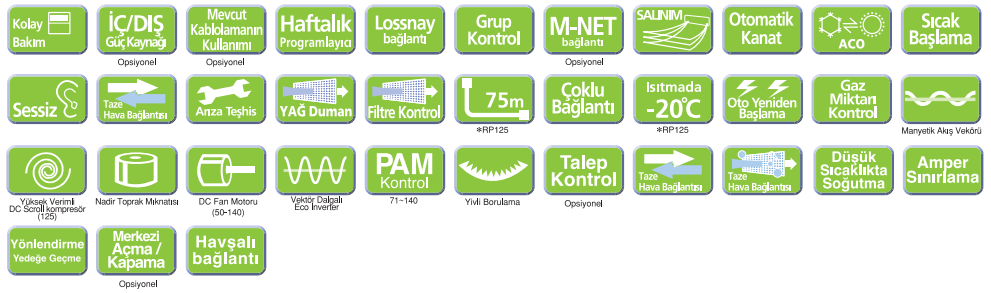 Kolay
Bakım
İÇ/DIŞ
Güç Kaynağı
Opsiyonel
Mevcut
Kablolamanın
Kullanımı
Opsiyonel
Haftalık
Programlayıcı
Lossnay
bağlantı
Grup
Kontrol
M-NET
bağlantı
Opsiyonel
SALINIM
Otomatik
Kanat
ACO
Sıcak
Başlama
Sessiz
Taze
Hava Bağlantısı
Arıza Teşhis
YAĞ Duman
Filtre Kontrol
75m
*RP125
Çoklu
Bağlantı
Isıtmada
-20°C
*RP125
Oto Yeniden
Başlama
Gaz
Miktarı
Kontrol
Manyetik Akış Vekörü
Yüksek Verimli
DC Scroll kompresör
(125)
Nadir Toprak Mıknatısı
DC Fan Motoru
(50-140)
Vektör Dalgalı
Eco İnverter
PAM
Kontrol
71~140
Yivli Borulama
Talep
Kontrol
Opsiyonel
Taze
Hava Bağlantısı
Taze
Hava Bağlantısı
Düşük
Sıcaklıkta
Soğutma
Amper
Sınırlama
Yönlendirme
Yedeğe Geçme
Merkezi
Açma /
Kapama
Opsiyonel
Havşalı
bağlantı